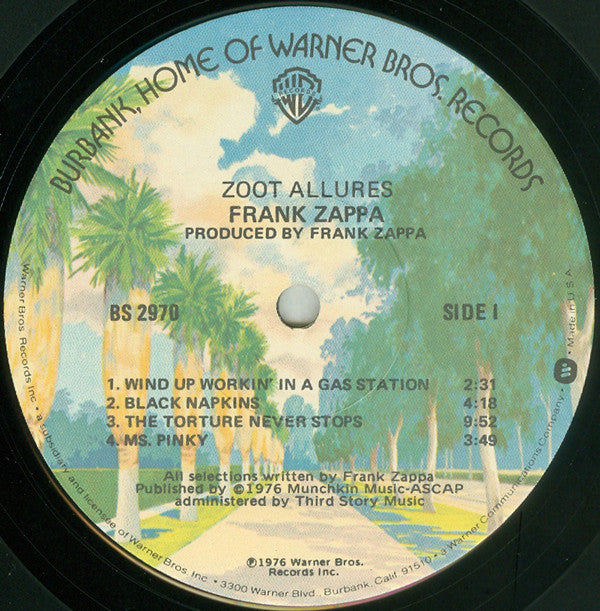 BURBANK, HOME OF WARNER BROS. RECORDS
ZOOT ALLURES
FRANK ZAPPA
PRODUCED BY FRANK ZAPPA
BS 2970
SIDE I
1. WIND UP WORKIN' IN A GAS STATION 2:31
2. BLACK NAPKINS 4:18
3. THE TORTURE NEVER STOPS 9:52
4. MS. PINKY 3:49
All selections written by Frank Zappa
Published by ©1976 Munchkin Music-ASCAP
administered by Third Story Music
℗1976 Warner Bros.
Records Inc.
Warner Bros. Records Inc. • a subsidiary and licensee of Warner Bros. Inc. • 3300 Warner Blvd., Burbank, Calif. 91510 • a Warner Communications Company • Made in U.S.A.